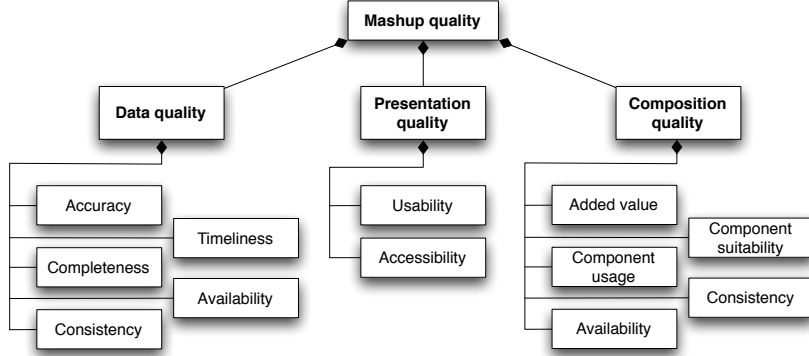 Mashup quality
Data quality
Presentation
quality
Composition
quality
Accuracy
Timeliness
Completeness
Availability
Consistency
Usability
Accessibility
Added value
Component
suitability
Component
usage
Consistency
Availability